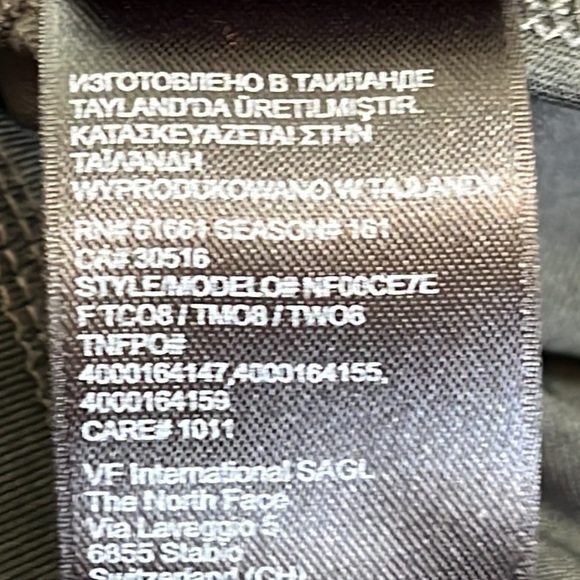 ИЗГОТОВЛЕНО В ТАИЛАНДЕ
TAYLAND'DA ÜRETILMIŞTIR.
ΚΑΤΑΣΚΕΥΑΖΕΤΑΙ ΣΤΗΝ
ΤΑΪΛΑΝΔΗ
WYPRODUKOWANO W TAJLANDII
RN# 61661 SEASON# 161
CA# 30516
STYLE/MODELO# NF00CE7E
F TC08 / TM08 / TW06
TNFPO#
4000164147,4000164155,
4000164159
CARE# 1011
VF International SAGL
The North Face
Via Laveggio 5
6855 Stabio
Switzerland (CH)